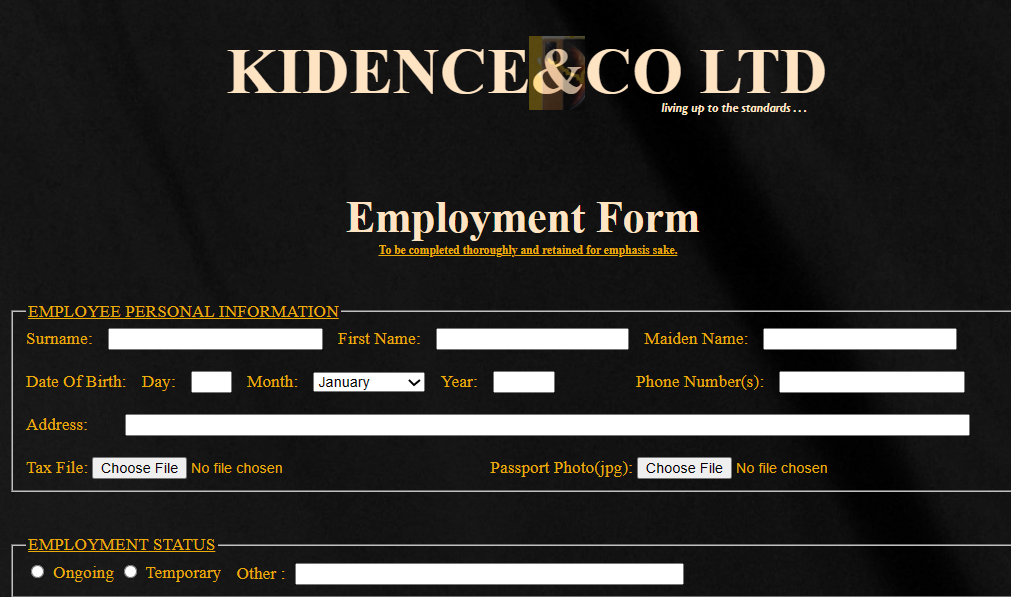 KIDENCE&CO LTD
living up to the standards . . .
Employment Form
To be completed thoroughly and retained for emphasis sake.
EMPLOYEE PERSONAL INFORMATION
Surname: First Name: Maiden Name:
Date Of Birth: Day: Month: January Year: Phone Number(s):
Address:
Tax File: Choose File No file chosen Passport Photo(jpg): Choose File No file chosen
EMPLOYMENT STATUS
Ongoing Temporary Other :